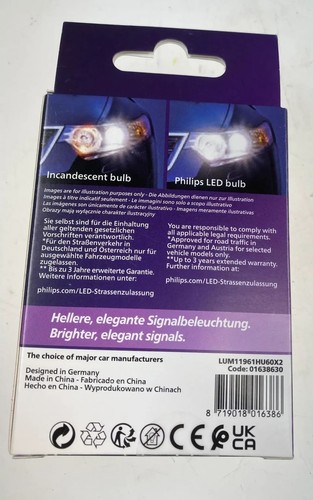 Incandescent bulb
Philips LED bulb
Images are for illustration purposes only - Die Abbildungen dienen nur zur Illustration
Images à titre indicatif seulement - Le immagini sono solo a scopo illustrativo
Las imágenes son únicamente de carácter ilustrativo - Imagens meramente ilustrativas
Obrazy mają wyłącznie charakter ilustracyjny
Sie selbst sind für die Einhaltung
aller geltenden gesetzlichen
Vorschriften verantwortlich.
*Für den Straßenverkehr in
Deutschland und Österreich nur für
ausgewählte Fahrzeugmodelle
zugelassen.
** Bis zu 3 Jahre erweiterte Garantie.
Weitere Informationen unter:
philips.com/LED-Strassenzulassung
You are responsible to comply with
all applicable legal requirements.
*Approved for road traffic in
Germany and Austria for selected
vehicle models only.
**Up to 3 years extended warranty.
Further information at:
philips.com/LED-Strassenzulassung
Hellere, elegante Signalbeleuchtung.
Brighter, elegant signals.
The choice of major car manufacturers
Designed in Germany
Made in China - Fabricado en China
Hecho en China - Wyprodukowano w Chinach
LUM11961HU60X2
Code: 01638630
8 719018 016386
CE
UK
CA